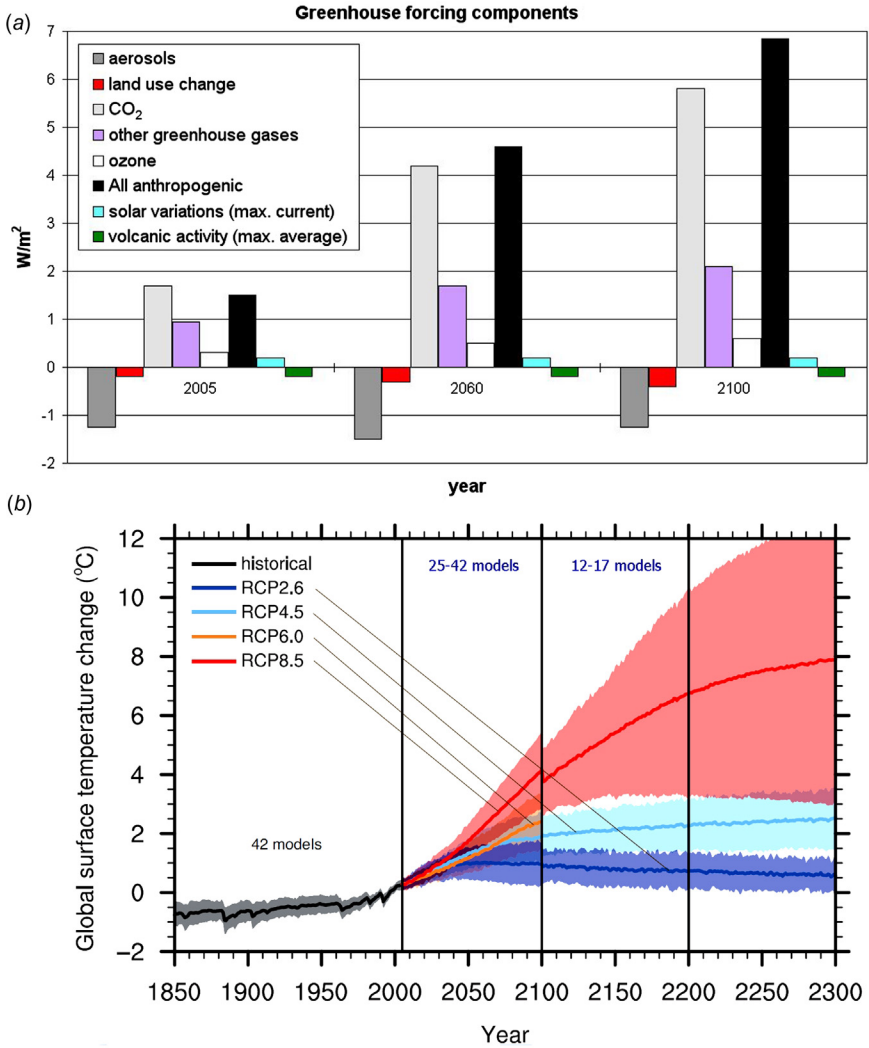 (a)
Greenhouse forcing components
7
6
5
4
3
2
1
0
-1
-2
W/m²
aerosols
land use change
CO₂
other greenhouse gases
ozone
All anthropogenic
solar variations (max. current)
volcanic activity (max. average)
2005 2060 2100
year
(b)
12
10
8
6
4
2
0
−2
Global surface temperature change (°C)
historical
RCP2.6
RCP4.5
RCP6.0
RCP8.5
25-42 models 12-17 models
42 models
1850 1900 1950 2000 2050 2100 2150 2200 2250 2300
Year